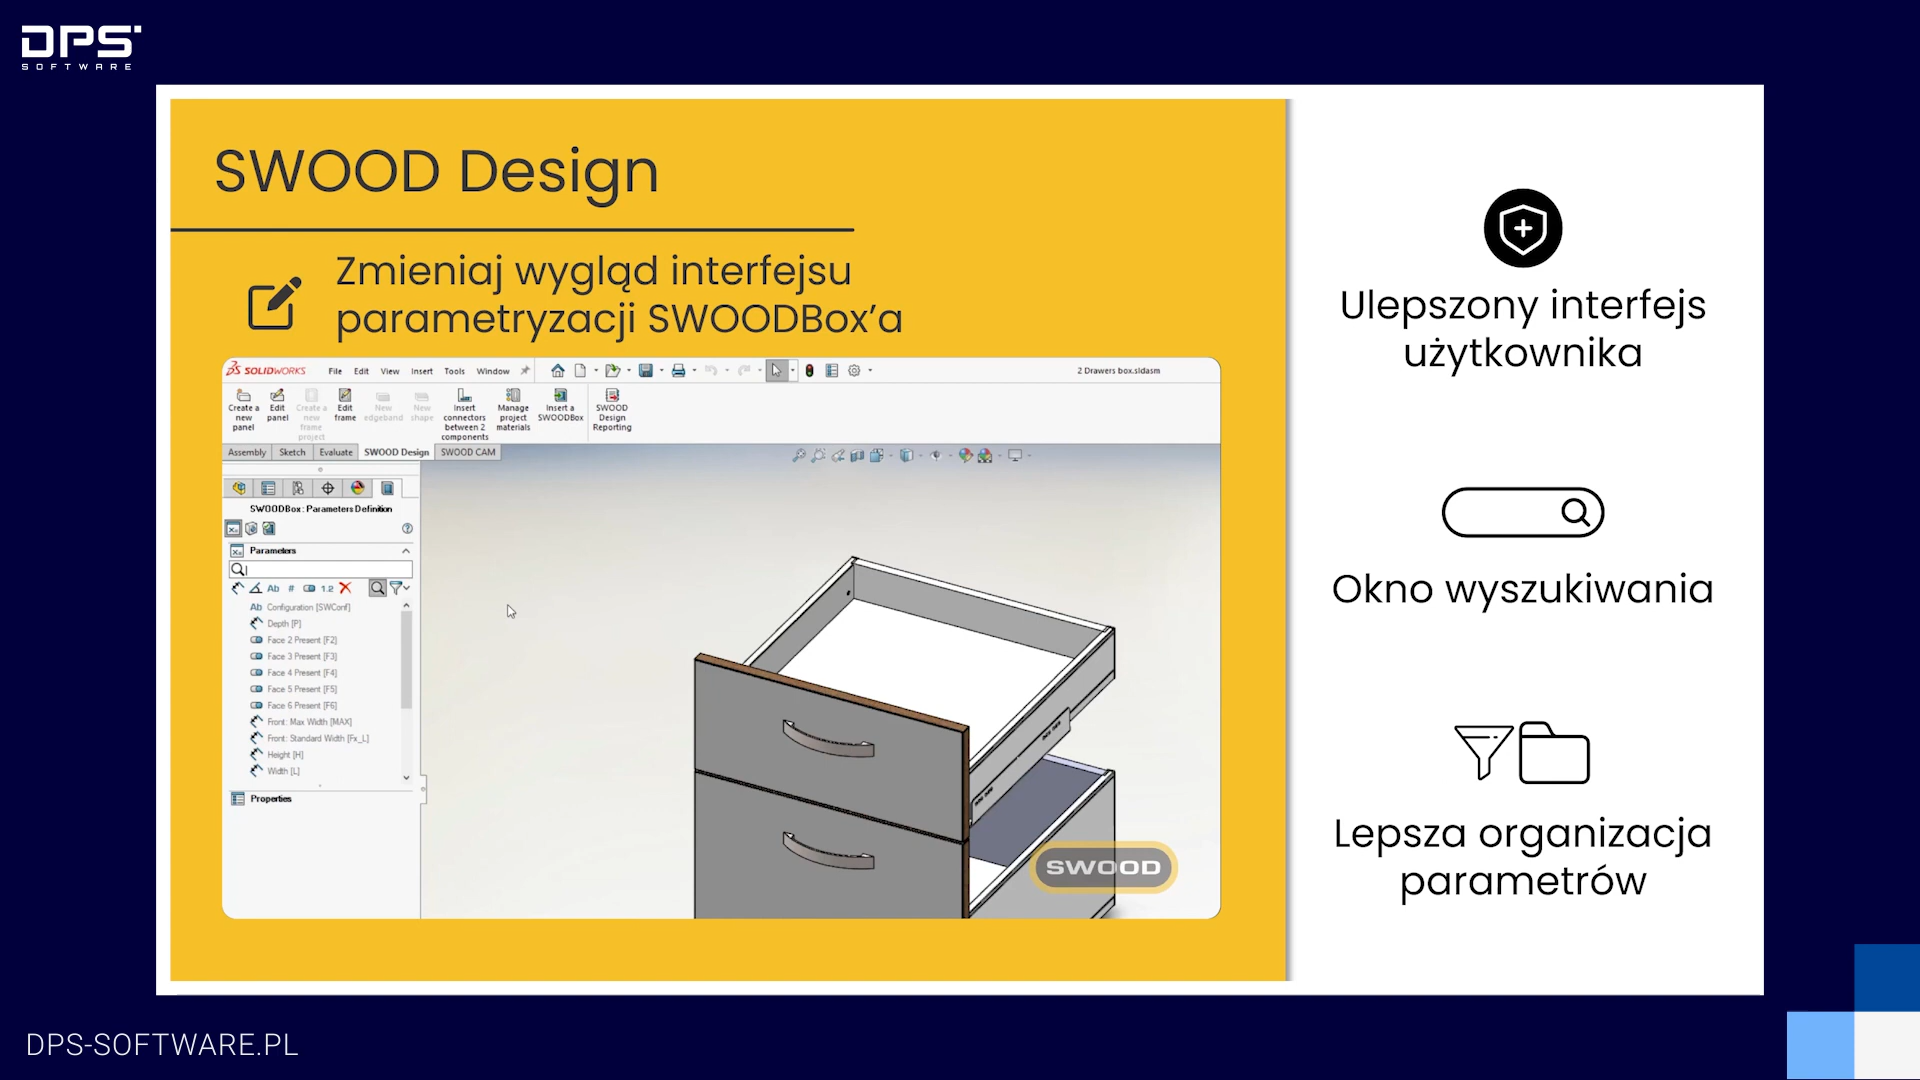 DPS
SOFTWARE
SWOOD Design
Zmieniaj wygląd interfejsu
parametryzacji SWOODBox'a
SOLIDWORKS File Edit View Insert Tools Window 2 Drawers box.sldasm
Create a new panel
Edit panel
Create a new frame project
Edit frame
New edgeband
New shape
Insert connectors between 2 components
Manage project materials
Insert a SWOODBox
SWOOD Design Reporting
Assembly Sketch Evaluate SWOOD Design SWOOD CAM
SWOODBox : Parameters Definition
Parameters
Ab # 1.2
Ab Configuration [SWConf]
Depth [P]
Face 2 Present [F2]
Face 3 Present [F3]
Face 4 Present [F4]
Face 5 Present [F5]
Face 6 Present [F6]
Front: Max Width [MAX]
Front: Standard Width [Fx_L]
Height [H]
Width [L]
Properties
SWOOD
Ulepszony interfejs
użytkownika
Okno wyszukiwania
Lepsza organizacja
parametrów
DPS-SOFTWARE.PL